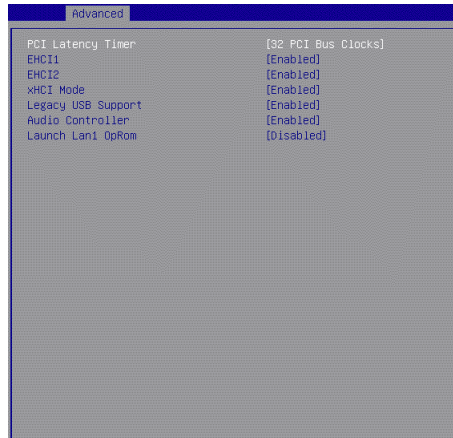 Advanced
PCI Latency Timer [32 PCI Bus Clocks]
EHCI1 [Enabled]
EHCI2 [Enabled]
xHCI Mode [Enabled]
Legacy USB Support [Enabled]
Audio Controller [Enabled]
Launch Lan1 OpRom [Disabled]